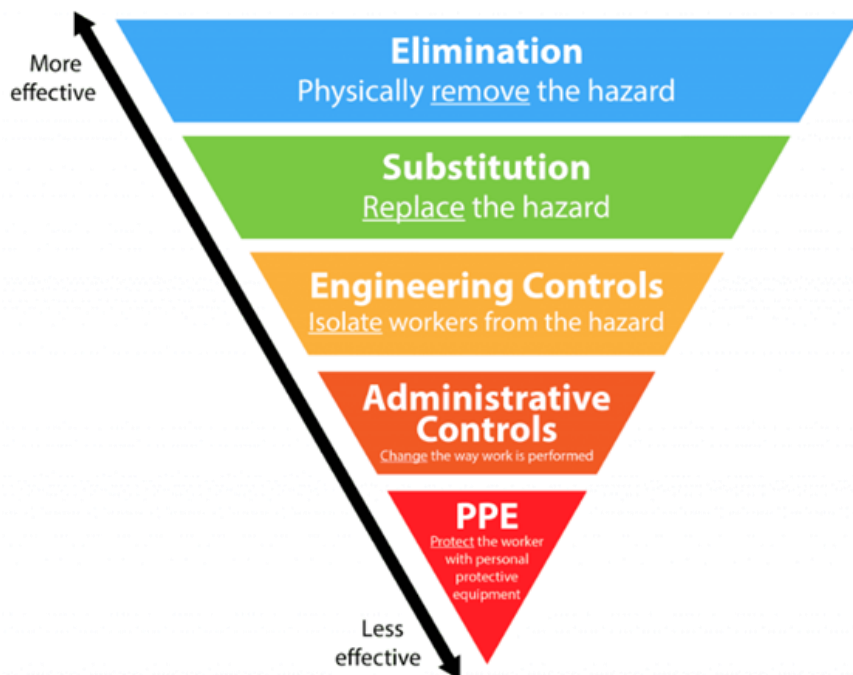 More
effective
Elimination
Physically remove the hazard
Substitution
Replace the hazard
Engineering Controls
Isolate workers from the hazard
Administrative
Controls
Change the way work is performed
PPE
Protect the worker
with personal
protective
equipment
Less
effective